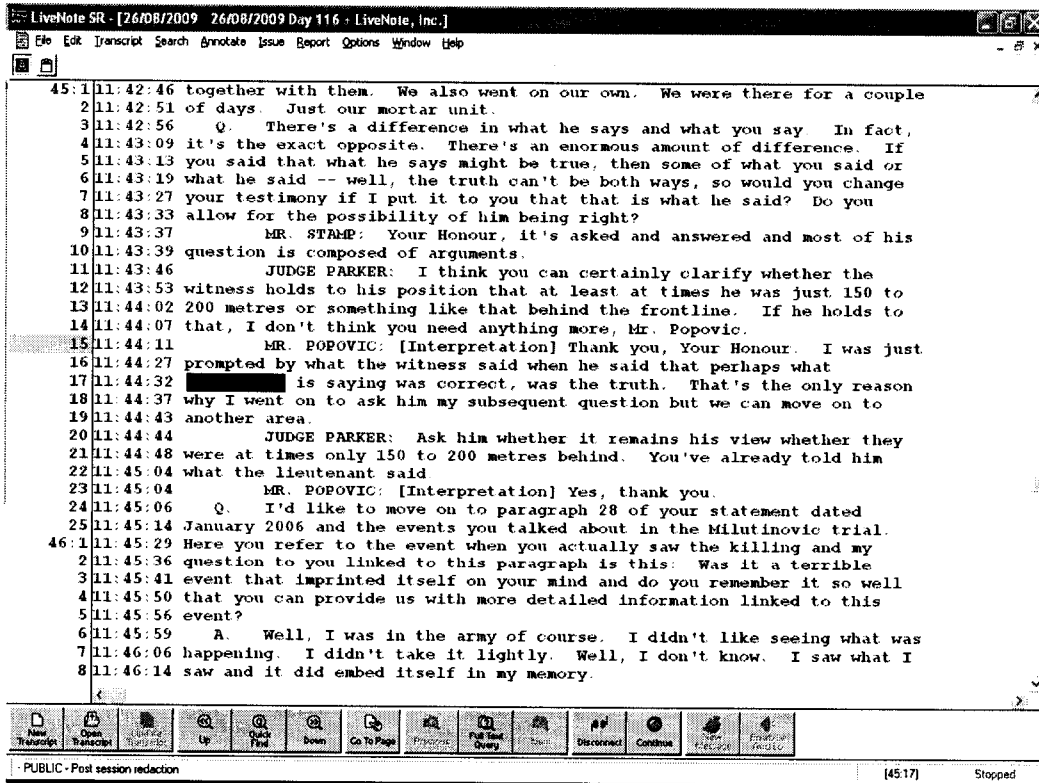 LiveNote SR - [26/08/2009 26/08/2009 Day 116 - LiveNote, Inc.]
File Edit Transcript Search Annotate Issue Report Options Window Help
45:1 11:42:46 together with them. We also went on our own. We were there for a couple
2 11:42:51 of days. Just our mortar unit.
3 11:42:56 Q. There's a difference in what he says and what you say. In fact,
4 11:43:09 it's the exact opposite. There's an enormous amount of difference. If
5 11:43:13 you said that what he says might be true, then some of what you said or
6 11:43:19 what he said -- well, the truth can't be both ways, so would you change
7 11:43:27 your testimony if I put it to you that that is what he said? Do you
8 11:43:33 allow for the possibility of him being right?
9 11:43:37 MR. STAMP: Your Honour, it's asked and answered and most of his
10 11:43:39 question is composed of arguments.
11 11:43:46 JUDGE PARKER: I think you can certainly clarify whether the
12 11:43:53 witness holds to his position that at least at times he was just 150 to
13 11:44:02 200 metres or something like that behind the frontline. If he holds to
14 11:44:07 that, I don't think you need anything more, Mr. Popovic.
15 11:44:11 MR. POPOVIC: [Interpretation] Thank you, Your Honour. I was just
16 11:44:27 prompted by what the witness said when he said that perhaps what
17 11:44:32 is saying was correct, was the truth. That's the only reason
18 11:44:37 why I went on to ask him my subsequent question but we can move on to
19 11:44:43 another area.
20 11:44:44 JUDGE PARKER: Ask him whether it remains his view whether they
21 11:44:48 were at times only 150 to 200 metres behind. You've already told him
22 11:45:04 what the lieutenant said.
23 11:45:04 MR. POPOVIC: [Interpretation] Yes, thank you.
24 11:45:06 Q. I'd like to move on to paragraph 28 of your statement dated
25 11:45:14 January 2006 and the events you talked about in the Milutinovic trial.
46:1 11:45:29 Here you refer to the event when you actually saw the killing and my
2 11:45:36 question to you linked to this paragraph is this: Was it a terrible
3 11:45:41 event that imprinted itself on your mind and do you remember it so well
4 11:45:50 that you can provide us with more detailed information linked to this
5 11:45:56 event?
6 11:45:59 A. Well, I was in the army of course. I didn't like seeing what was
7 11:46:06 happening. I didn't take it lightly. Well, I don't know. I saw what I
8 11:46:14 saw and it did embed itself in my memory.
New Transcript Open Transcript Up Quick Find Down Go To Page Full Text Query Disconnect Continue
- PUBLIC - Post session redaction [45:17] Stopped